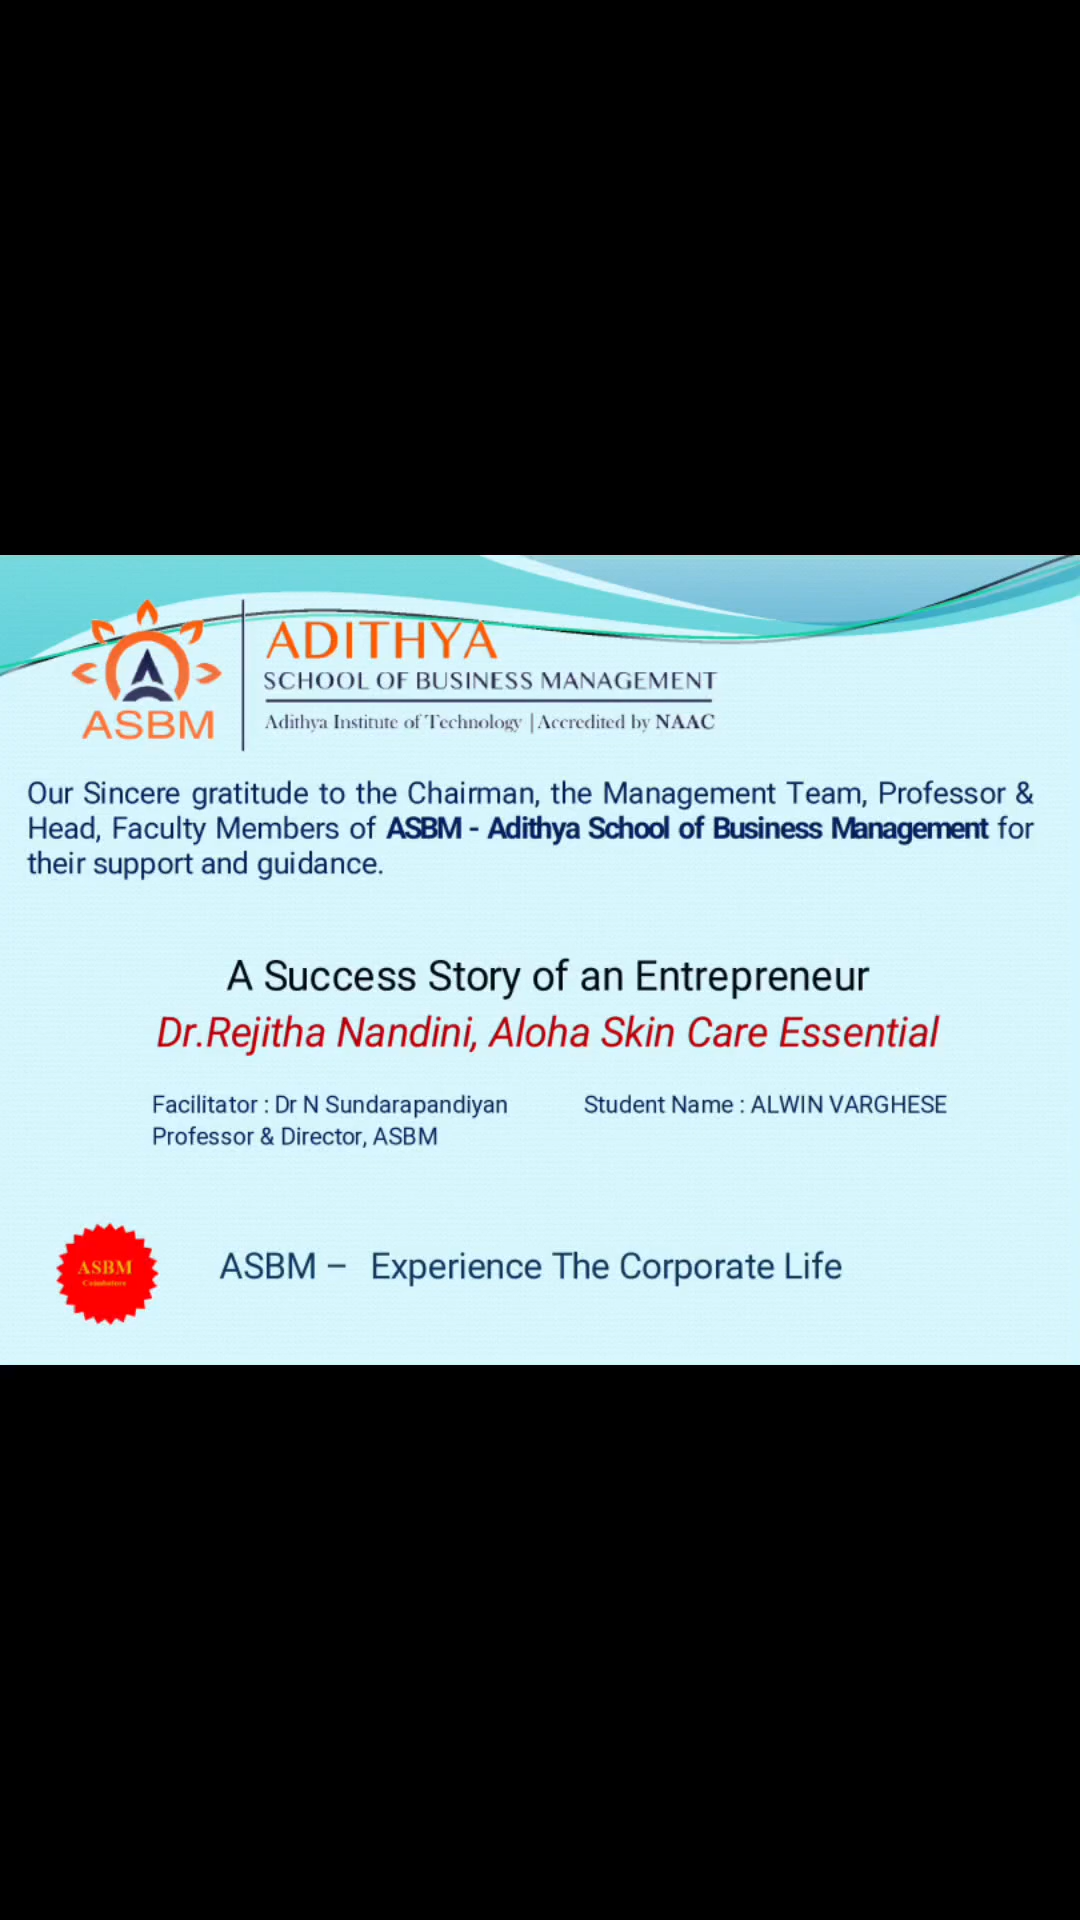 ASBM
ADITHYA
SCHOOL OF BUSINESS MANAGEMENT
Adithya Institute of Technology | Accredited by NAAC
Our Sincere gratitude to the Chairman, the Management Team, Professor &
Head, Faculty Members of ASBM - Adithya School of Business Management for
their support and guidance.
A Success Story of an Entrepreneur
Dr.Rejitha Nandini, Aloha Skin Care Essential
Facilitator : Dr N Sundarapandiyan
Professor & Director, ASBM
Student Name : ALWIN VARGHESE
ASBM
Coimbatore
ASBM – Experience The Corporate Life